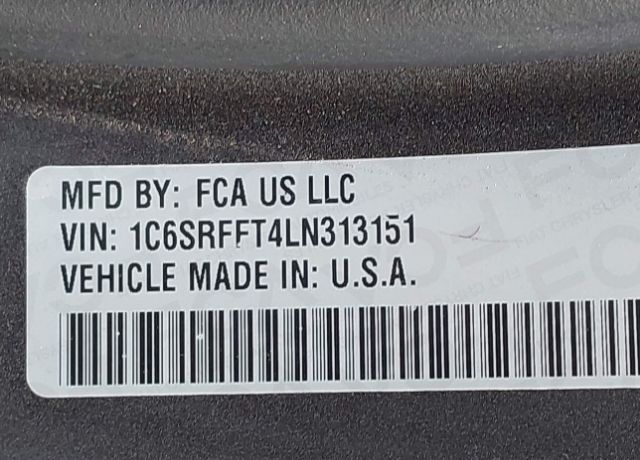 MFD BY: FCA US LLC
VIN: 1C6SRFFT4LN313151
VEHICLE MADE IN: U.S.A.